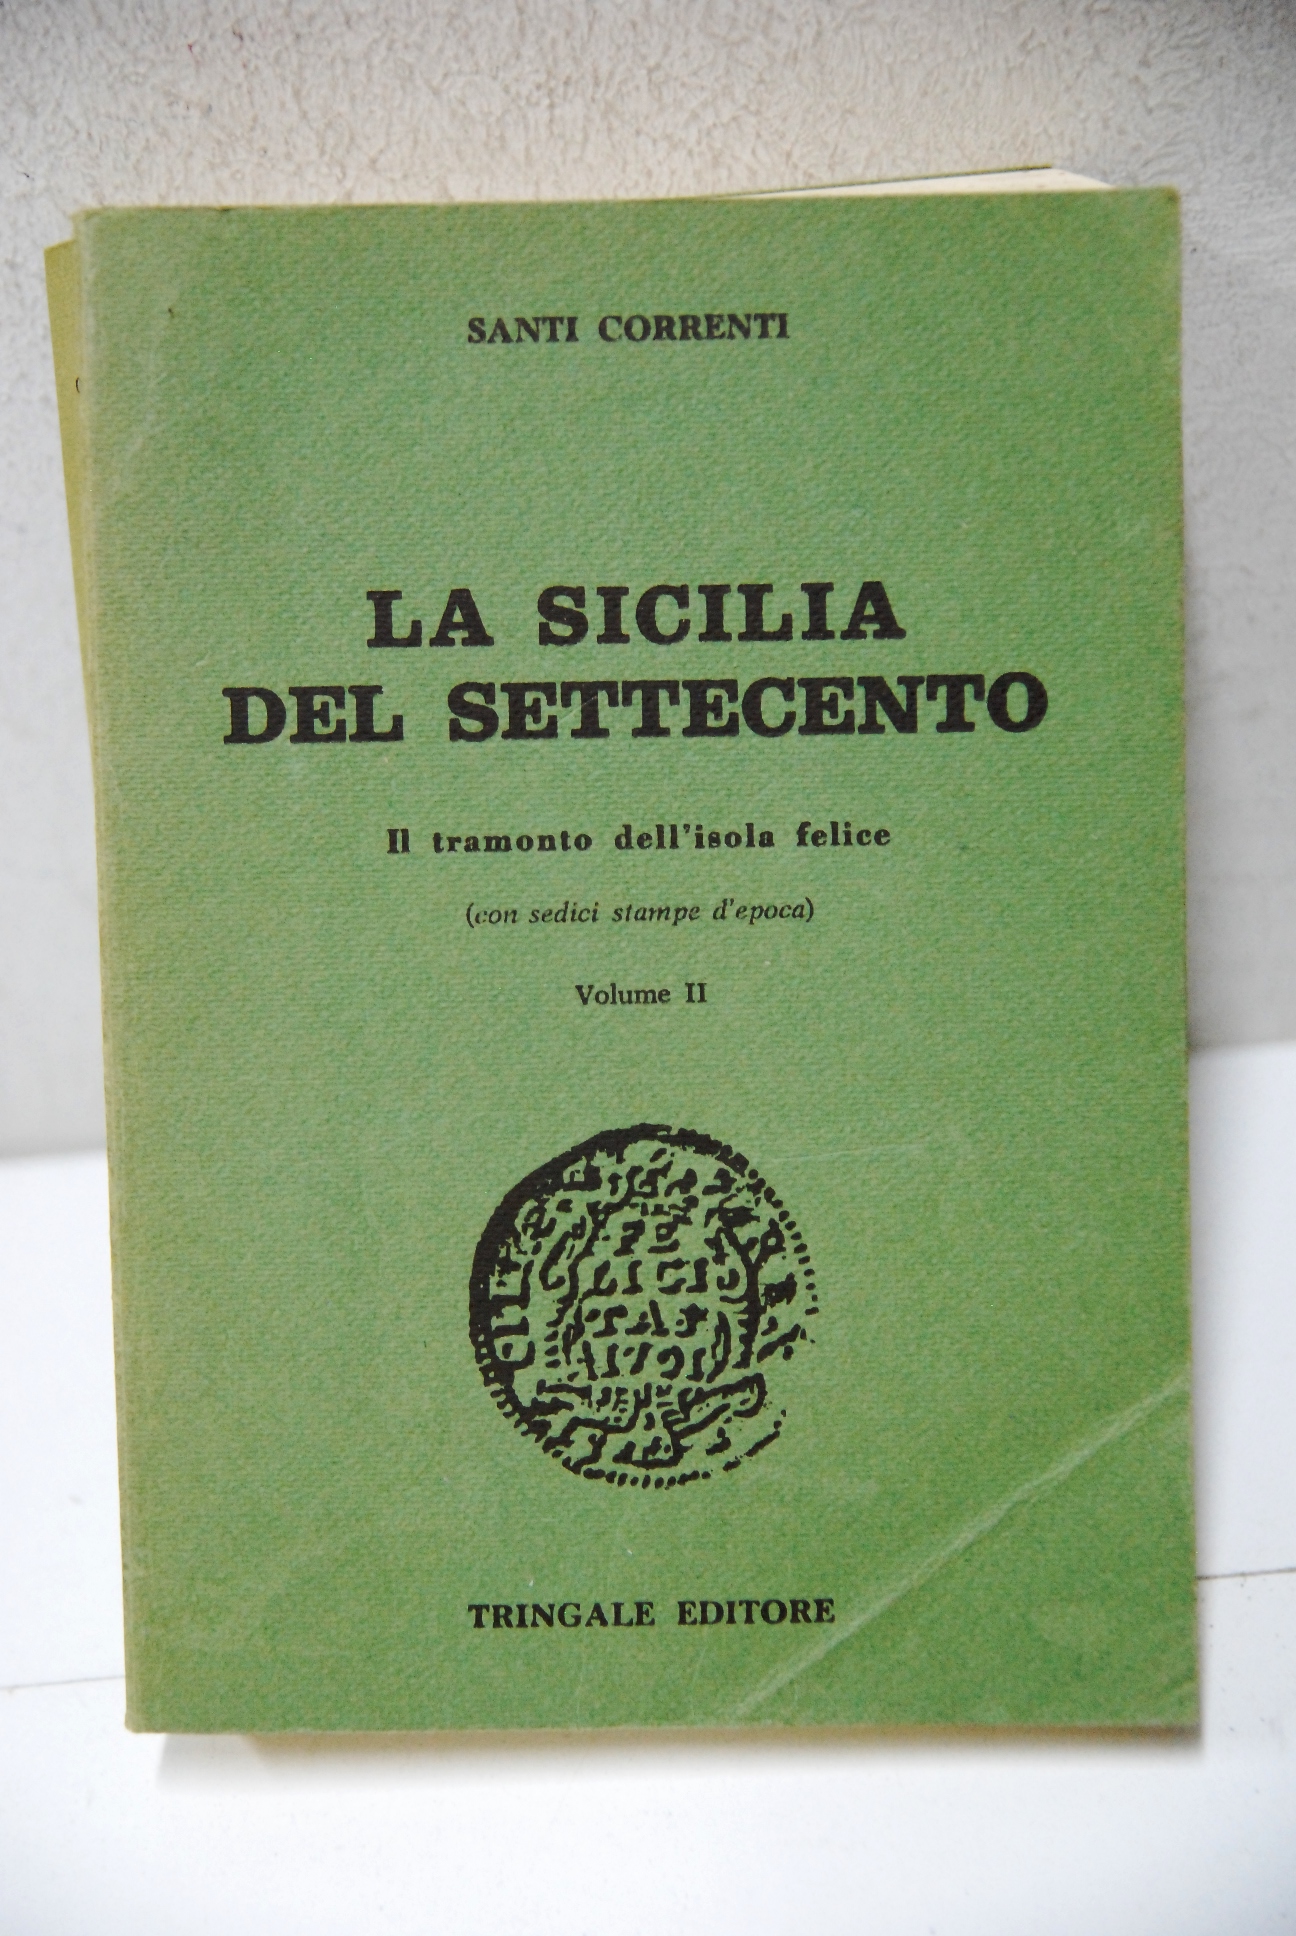 SANTI CORRENTI
LA SICILIA
DEL SETTECENTO
Il tramonto dell'isola felice
(con sedici stampe d'epoca)
Volume II
TRINGALE EDITORE